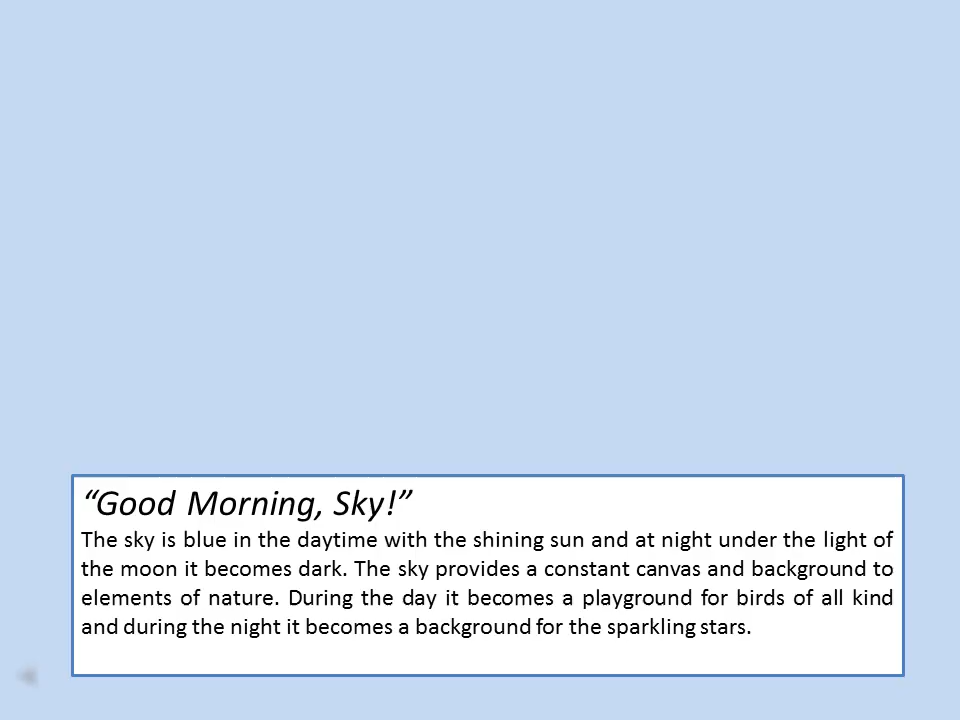 “Good Morning, Sky!”
The sky is blue in the daytime with the shining sun and at night under the light of
the moon it becomes dark. The sky provides a constant canvas and background to
elements of nature. During the day it becomes a playground for birds of all kind
and during the night it becomes a background for the sparkling stars.